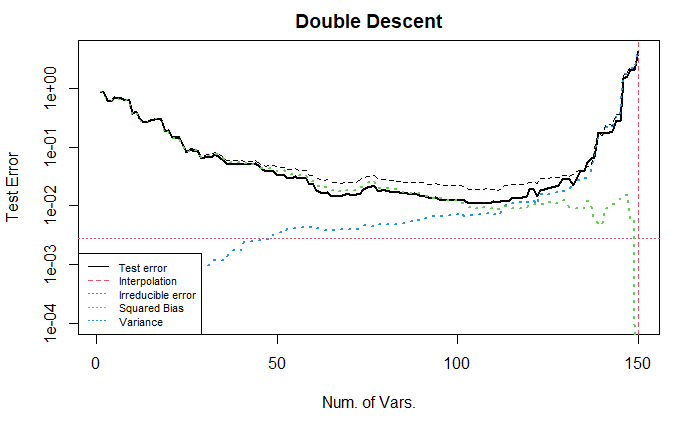 Double Descent
Test Error
1e+00
1e-01
1e-02
1e-03
1e-04
Test error
Interpolation
Irreducible error
Squared Bias
Variance
0 50 100 150
Num. of Vars.